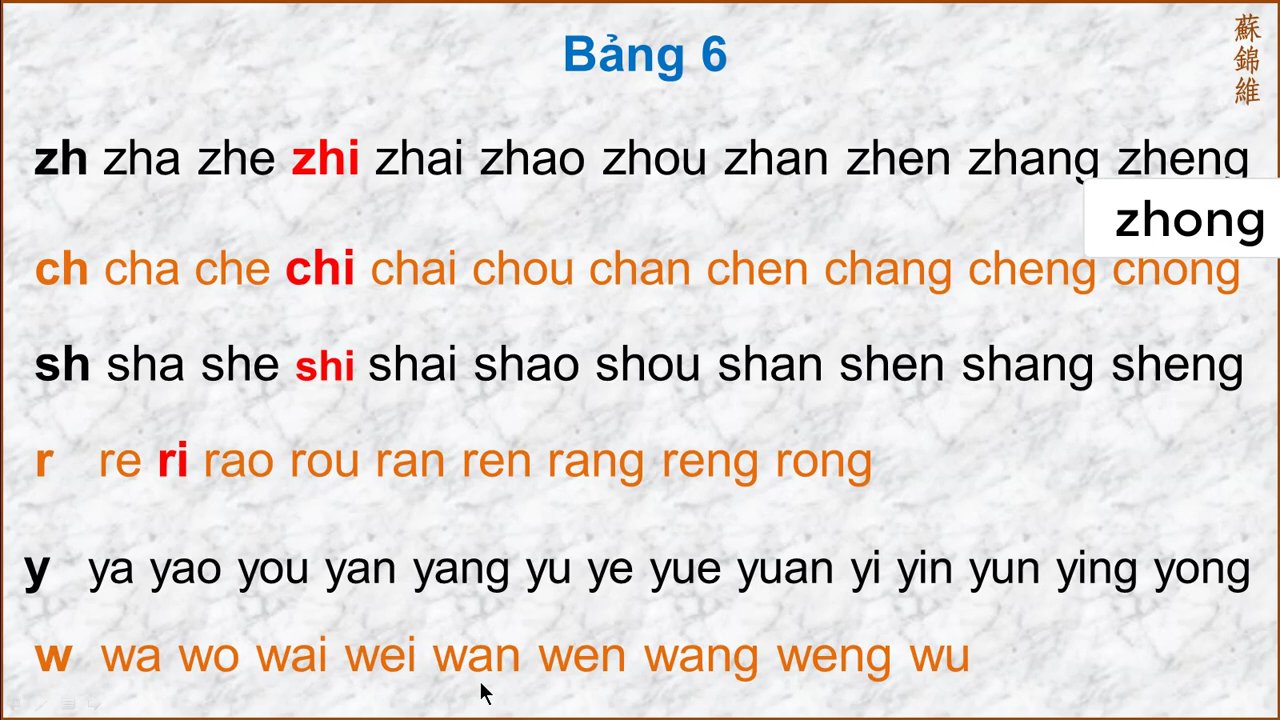 Bảng 6
蘇錦維
zh zha zhe zhi zhai zhao zhou zhan zhen zhang zheng
zhong
ch cha che chi chai chou chan chen chang cheng chong
sh sha she shi shai shao shou shan shen shang sheng
r re ri rao rou ran ren rang reng rong
y ya yao you yan yang yu ye yue yuan yi yin yun ying yong
w wa wo wai wei wan wen wang weng wu